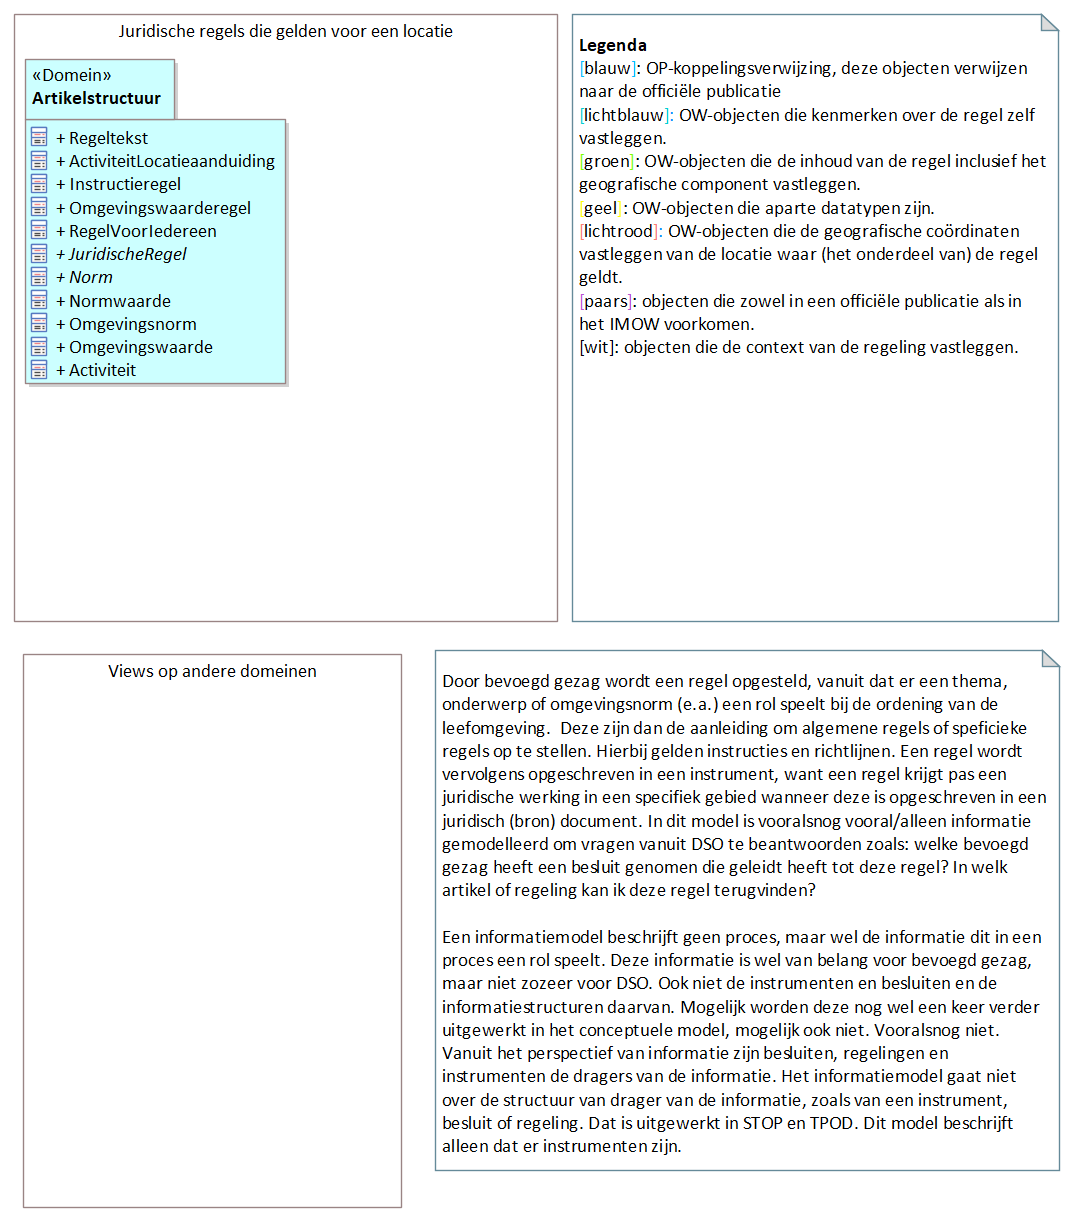 Juridische regels die gelden voor een locatie
«Domein»
Artikelstructuur
+ Regeltekst
+ ActiviteitLocatieaanduiding
+ Instructieregel
+ Omgevingswaarderegel
+ RegelVoorIedereen
+ JuridischeRegel
+ Norm
+ Normwaarde
+ Omgevingsnorm
+ Omgevingswaarde
+ Activiteit
Legenda
[blauw]: OP-koppelingsverwijzing, deze objecten verwijzen
naar de officiële publicatie
[lichtblauw]: OW-objecten die kenmerken over de regel zelf
vastleggen.
[groen]: OW-objecten die de inhoud van de regel inclusief het
geografische component vastleggen.
[geel]: OW-objecten die aparte datatypen zijn.
[lichtrood]: OW-objecten die de geografische coördinaten
vastleggen van de locatie waar (het onderdeel van) de regel
geldt.
[paars]: objecten die zowel in een officiële publicatie als in
het IMOW voorkomen.
[wit]: objecten die de context van de regeling vastleggen.
Views op andere domeinen
Door bevoegd gezag wordt een regel opgesteld, vanuit dat er een thema,
onderwerp of omgevingsnorm (e.a.) een rol speelt bij de ordening van de
leefomgeving.  Deze zijn dan de aanleiding om algemene regels of speficieke
regels op te stellen. Hierbij gelden instructies en richtlijnen. Een regel wordt
vervolgens opgeschreven in een instrument, want een regel krijgt pas een
juridische werking in een specifiek gebied wanneer deze is opgeschreven in een
juridisch (bron) document. In dit model is vooralsnog vooral/alleen informatie
gemodelleerd om vragen vanuit DSO te beantwoorden zoals: welke bevoegd
gezag heeft een besluit genomen die geleidt heeft tot deze regel? In welk
artikel of regeling kan ik deze regel terugvinden?
Een informatiemodel beschrijft geen proces, maar wel de informatie dit in een
proces een rol speelt. Deze informatie is wel van belang voor bevoegd gezag,
maar niet zozeer voor DSO. Ook niet de instrumenten en besluiten en de
informatiestructuren daarvan. Mogelijk worden deze nog wel een keer verder
uitgewerkt in het conceptuele model, mogelijk ook niet. Vooralsnog niet.
Vanuit het perspectief van informatie zijn besluiten, regelingen en
instrumenten de dragers van de informatie. Het informatiemodel gaat niet
over de structuur van drager van de informatie, zoals van een instrument,
besluit of regeling. Dat is uitgewerkt in STOP en TPOD. Dit model beschrijft
alleen dat er instrumenten zijn.